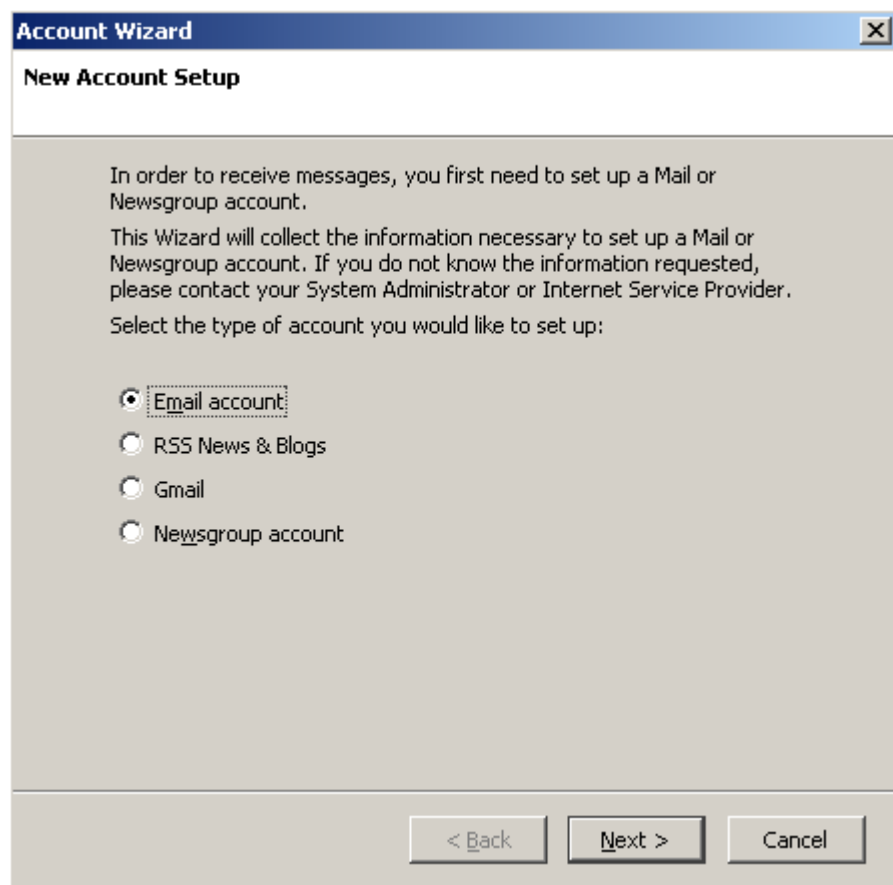 Account Wizard
New Account Setup
In order to receive messages, you first need to set up a Mail or
Newsgroup account.
This Wizard will collect the information necessary to set up a Mail or
Newsgroup account. If you do not know the information requested,
please contact your System Administrator or Internet Service Provider.
Select the type of account you would like to set up:
Email account
RSS News & Blogs
Gmail
Newsgroup account
< Back
Next >
Cancel